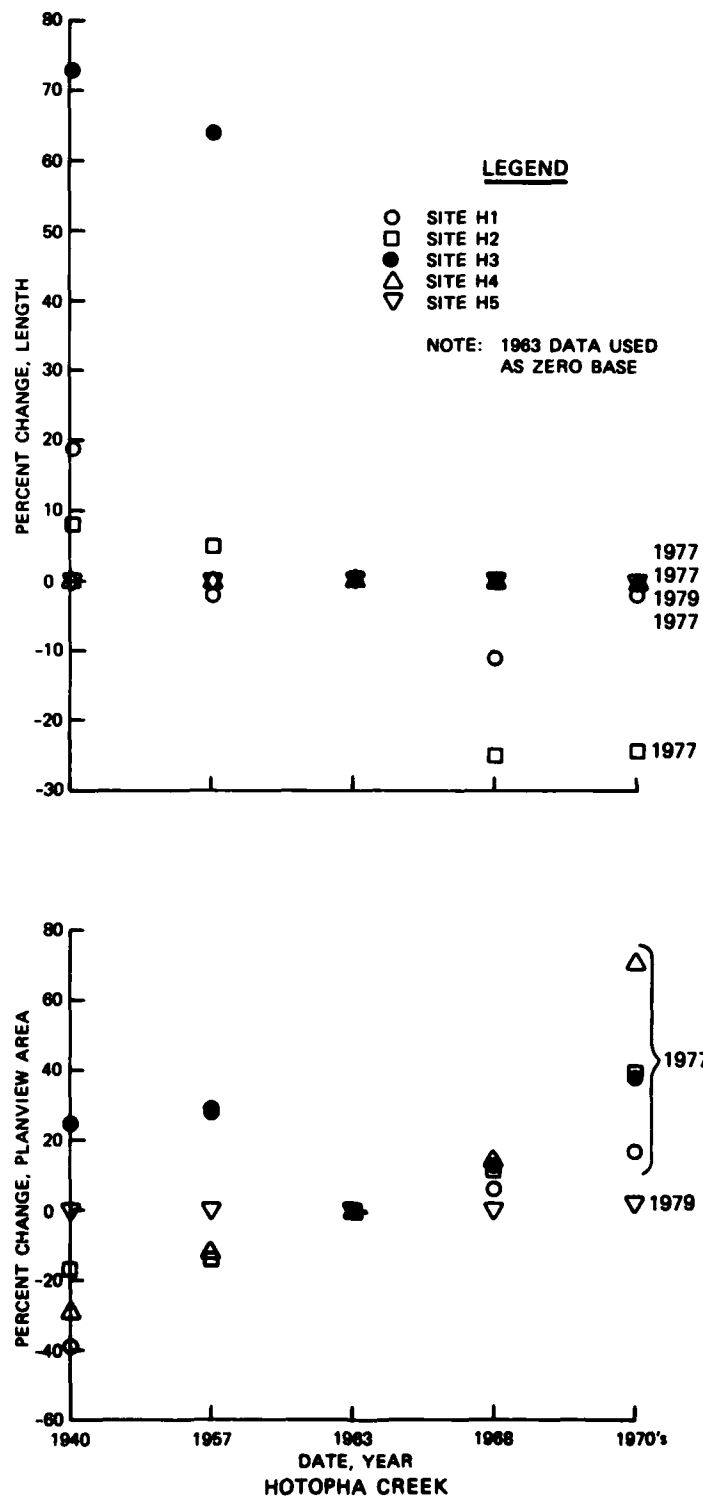 80
70
60
50
40
30
20
10
0
-10
-20
-30
PERCENT CHANGE, LENGTH
LEGEND
SITE H1
SITE H2
SITE H3
SITE H4
SITE H5
NOTE: 1963 DATA USED
AS ZERO BASE
1977
1977
1979
1977
1977
80
60
40
20
0
-20
-40
-60
PERCENT CHANGE, PLANVIEW AREA
1977
1979
1940 1957 1963 1968 1970's
DATE, YEAR
HOTOPHA CREEK